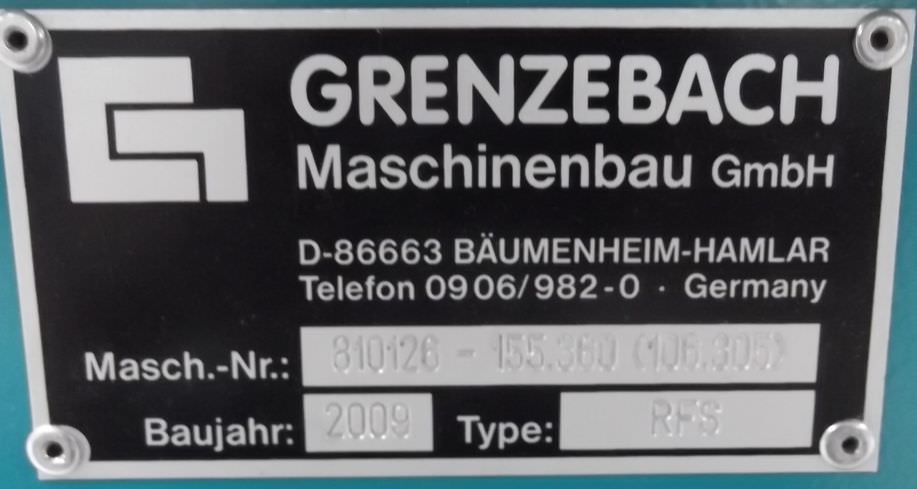 GRENZEBACH
Maschinenbau GmbH
D-86663 BÄUMENHEIM-HAMLAR
Telefon 0906/982-0 · Germany
Masch.-Nr.: 810126 - 155.360 (106.305)
Baujahr: 2009 Type: RFS